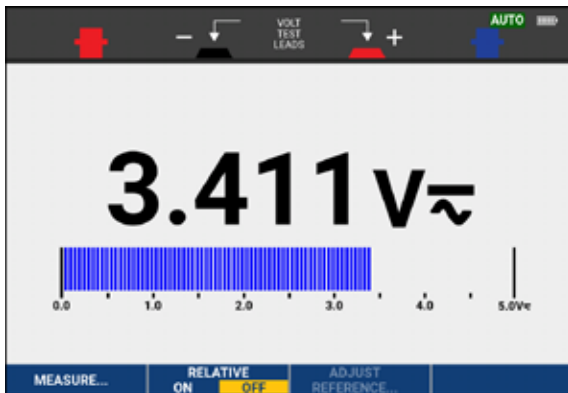 VOLT
TEST
LEADS
− +
AUTO
3.411 V⏦
0.0 1.0 2.0 3.0 4.0 5.0V
MEASURE...
RELATIVE
ON OFF
ADJUST
REFERENCE...